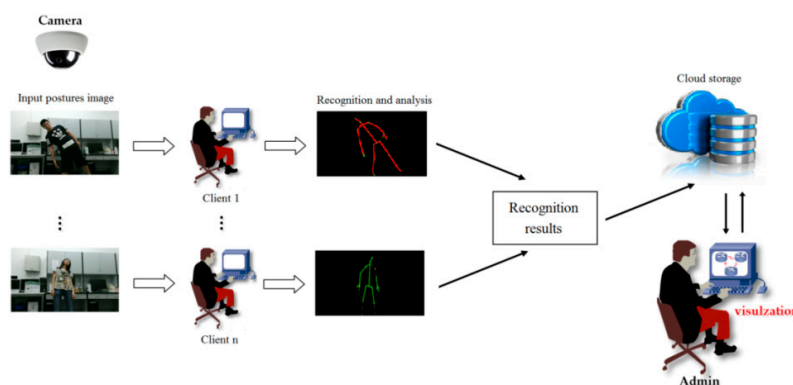 Camera
Input postures image
Recognition and analysis
Cloud storage
Client 1
Recognition
results
Client n
visulzation
Admin